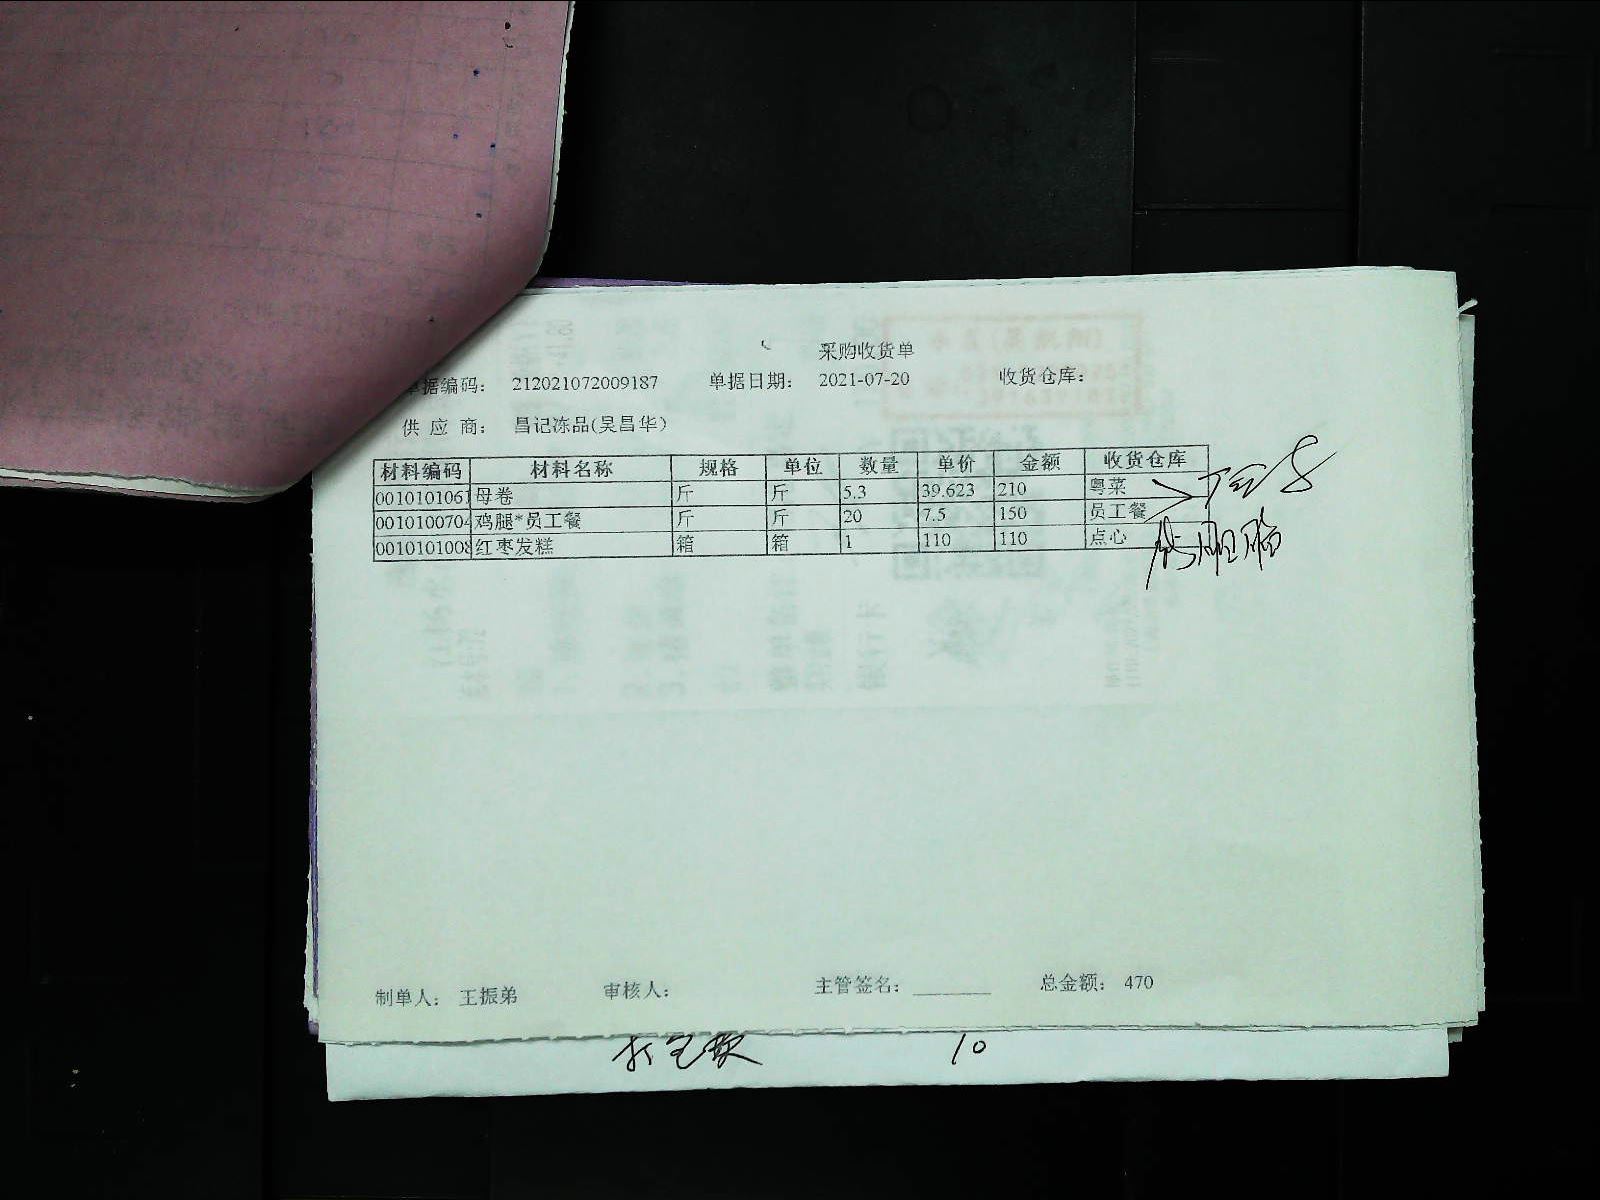 采购收货单
单据编码： 212021072009187 单据日期： 2021-07-20 收货仓库：
供 应 商： 昌记冻品(吴昌华)
材料编码 材料名称 规格 单位 数量 单价 金额 收货仓库
0010101061 母卷 斤 斤 5.3 39.623 210 粤菜
0010100704 鸡腿*员工餐 斤 斤 20 7.5 150 员工餐
0010101008 红枣发糕 箱 箱 1 110 110 点心
制单人： 王振弟 审核人： 主管签名： 总金额： 470
10